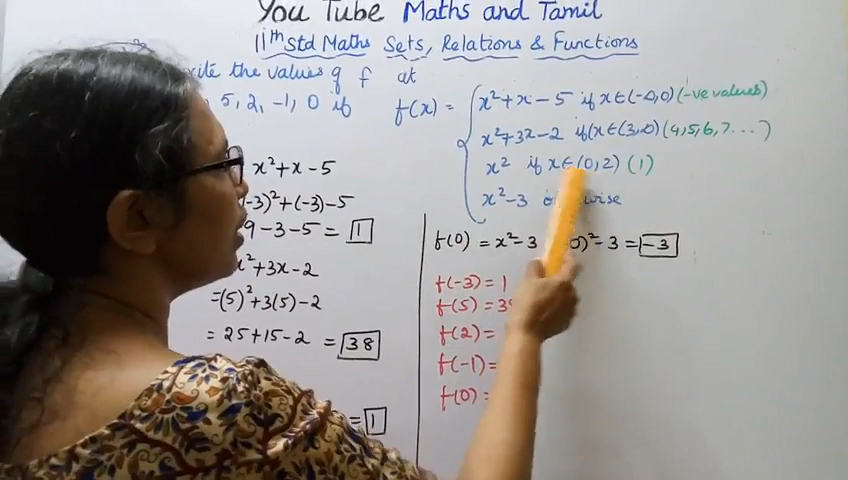 You Tube Maths and Tamil
11th Std Maths Sets, Relations & Functions
the values of f at
5, 2, -1, 0 if f(x) =
x²+x-5 if x∈(-∞,0) (-ve values)
x²+3x-2 if (x∈(3,∞) (4,5,6,7...)
x² if x∈(0,2) (1)
x²-3
x²+x-5
(-3)²+(-3)-5
9-3-5 = 1
x²+3x-2
=(5)²+3(5)-2
= 25+15-2 = 38
= 1
f(0) = x²-3 0)²-3 = -3
f(-3) = 1
f(5) = 38
f(2) =
f(-1) =
f(0) =